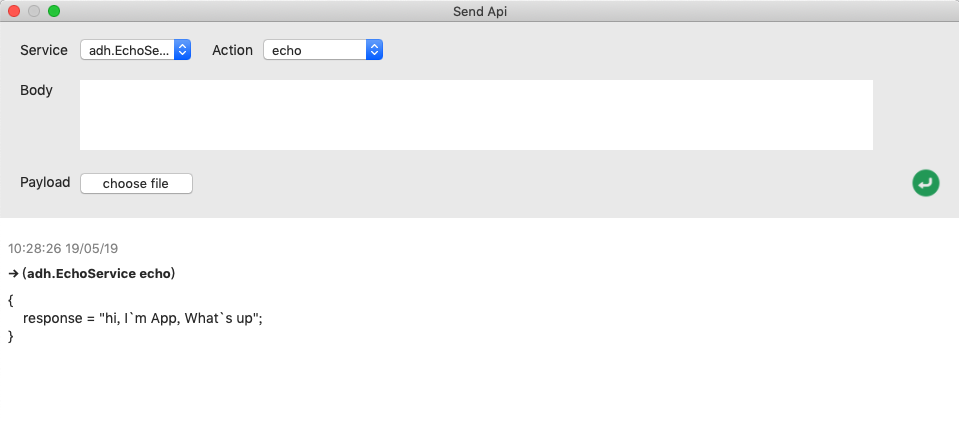 Send Api
Service adh.EchoSe... Action echo
Body
Payload choose file
10:28:26 19/05/19
→ (adh.EchoService echo)
{
response = "hi, I`m App, What`s up";
}